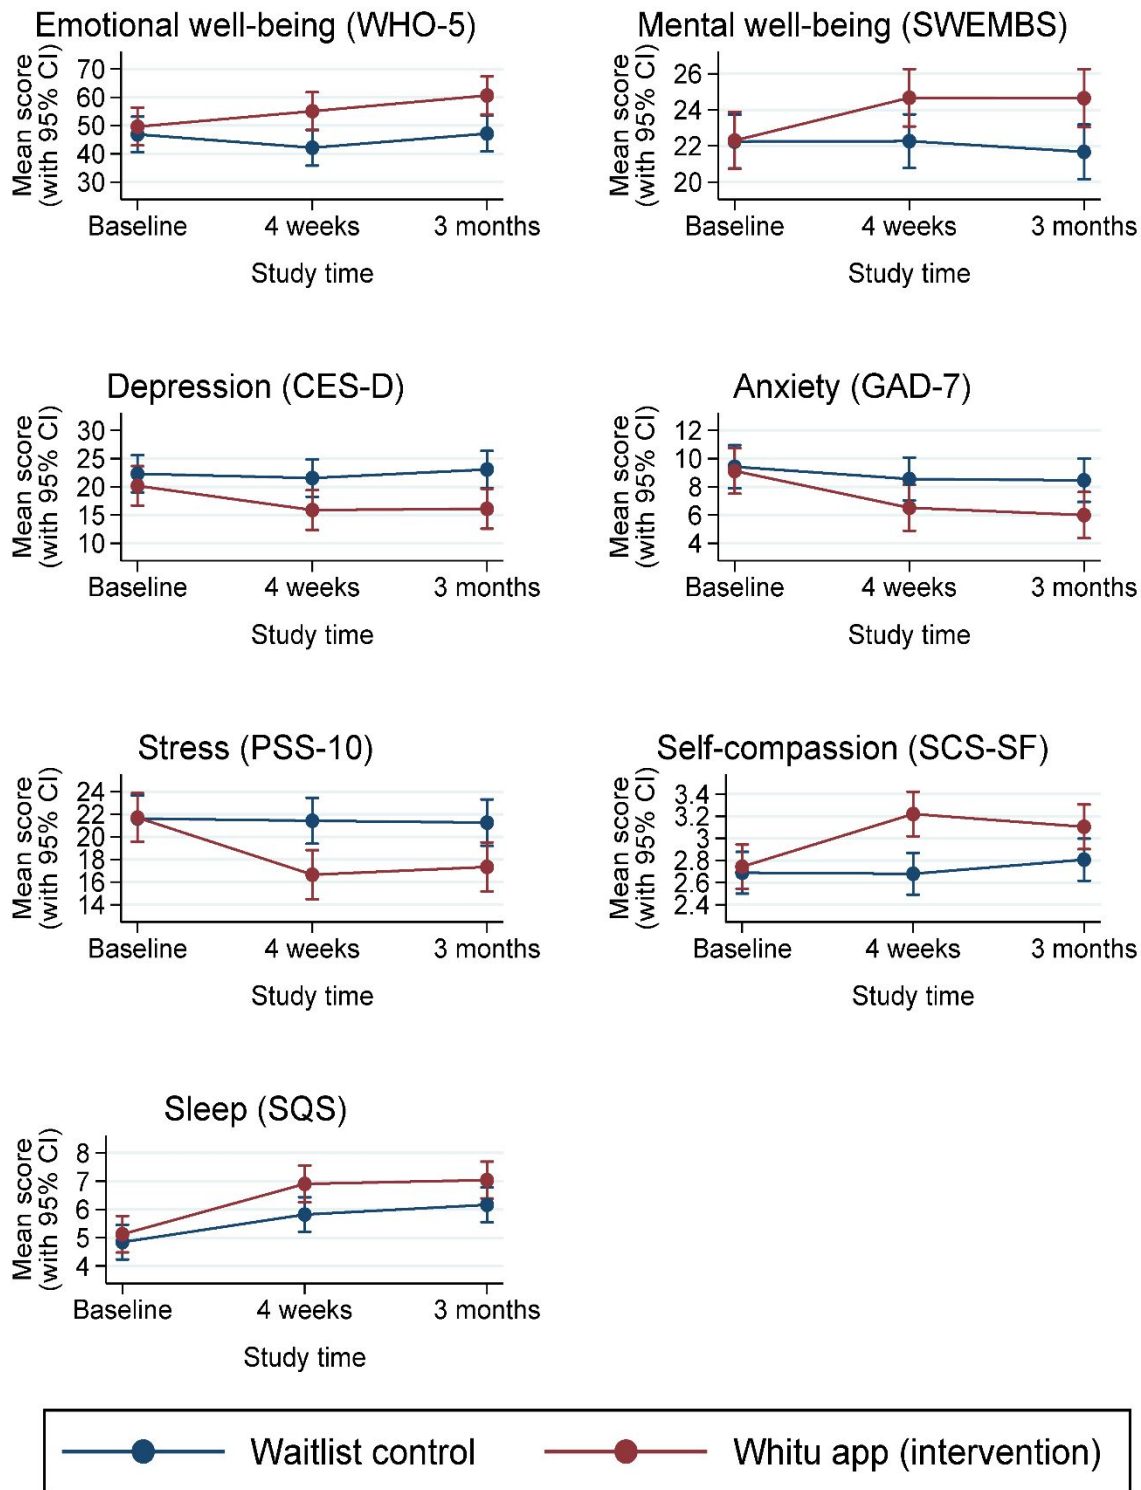 Emotional well-being (WHO-5)
Mean score
(with 95% CI)
70
60
50
40
30
Baseline
4 weeks
3 months
Study time
Mental well-being (SWEMBS)
Mean score
(with 95% CI)
26
24
22
20
Baseline
4 weeks
3 months
Study time
Depression (CES-D)
Mean score
(with 95% CI)
30
25
20
15
10
Baseline
4 weeks
3 months
Study time
Anxiety (GAD-7)
Mean score
(with 95% CI)
12
10
8
6
4
Baseline
4 weeks
3 months
Study time
Stress (PSS-10)
Mean score
(with 95% CI)
24
22
20
18
16
14
Baseline
4 weeks
3 months
Study time
Self-compassion (SCS-SF)
Mean score
(with 95% CI)
3.4
3.2
3
2.8
2.6
2.4
Baseline
4 weeks
3 months
Study time
Sleep (SQS)
Mean score
(with 95% CI)
8
7
6
5
4
Baseline
4 weeks
3 months
Study time
Waitlist control
Whitu app (intervention)